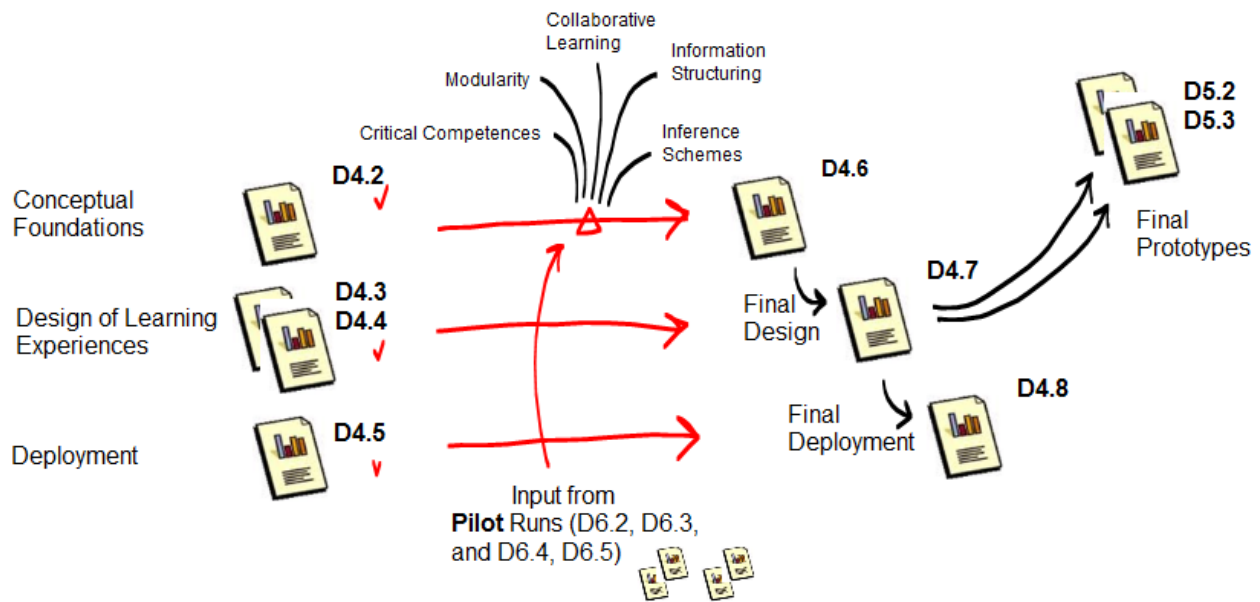 Collaborative
Learning
Information
Structuring
Modularity
Critical Competences
Inference
Schemes
D4.2
Conceptual
Foundations
D4.6
D5.2
D5.3
Final
Prototypes
D4.3
D4.4
Design of Learning
Experiences
D4.7
Final
Design
D4.5
Deployment
D4.8
Final
Deployment
Input from
Pilot Runs (D6.2, D6.3,
and D6.4, D6.5)